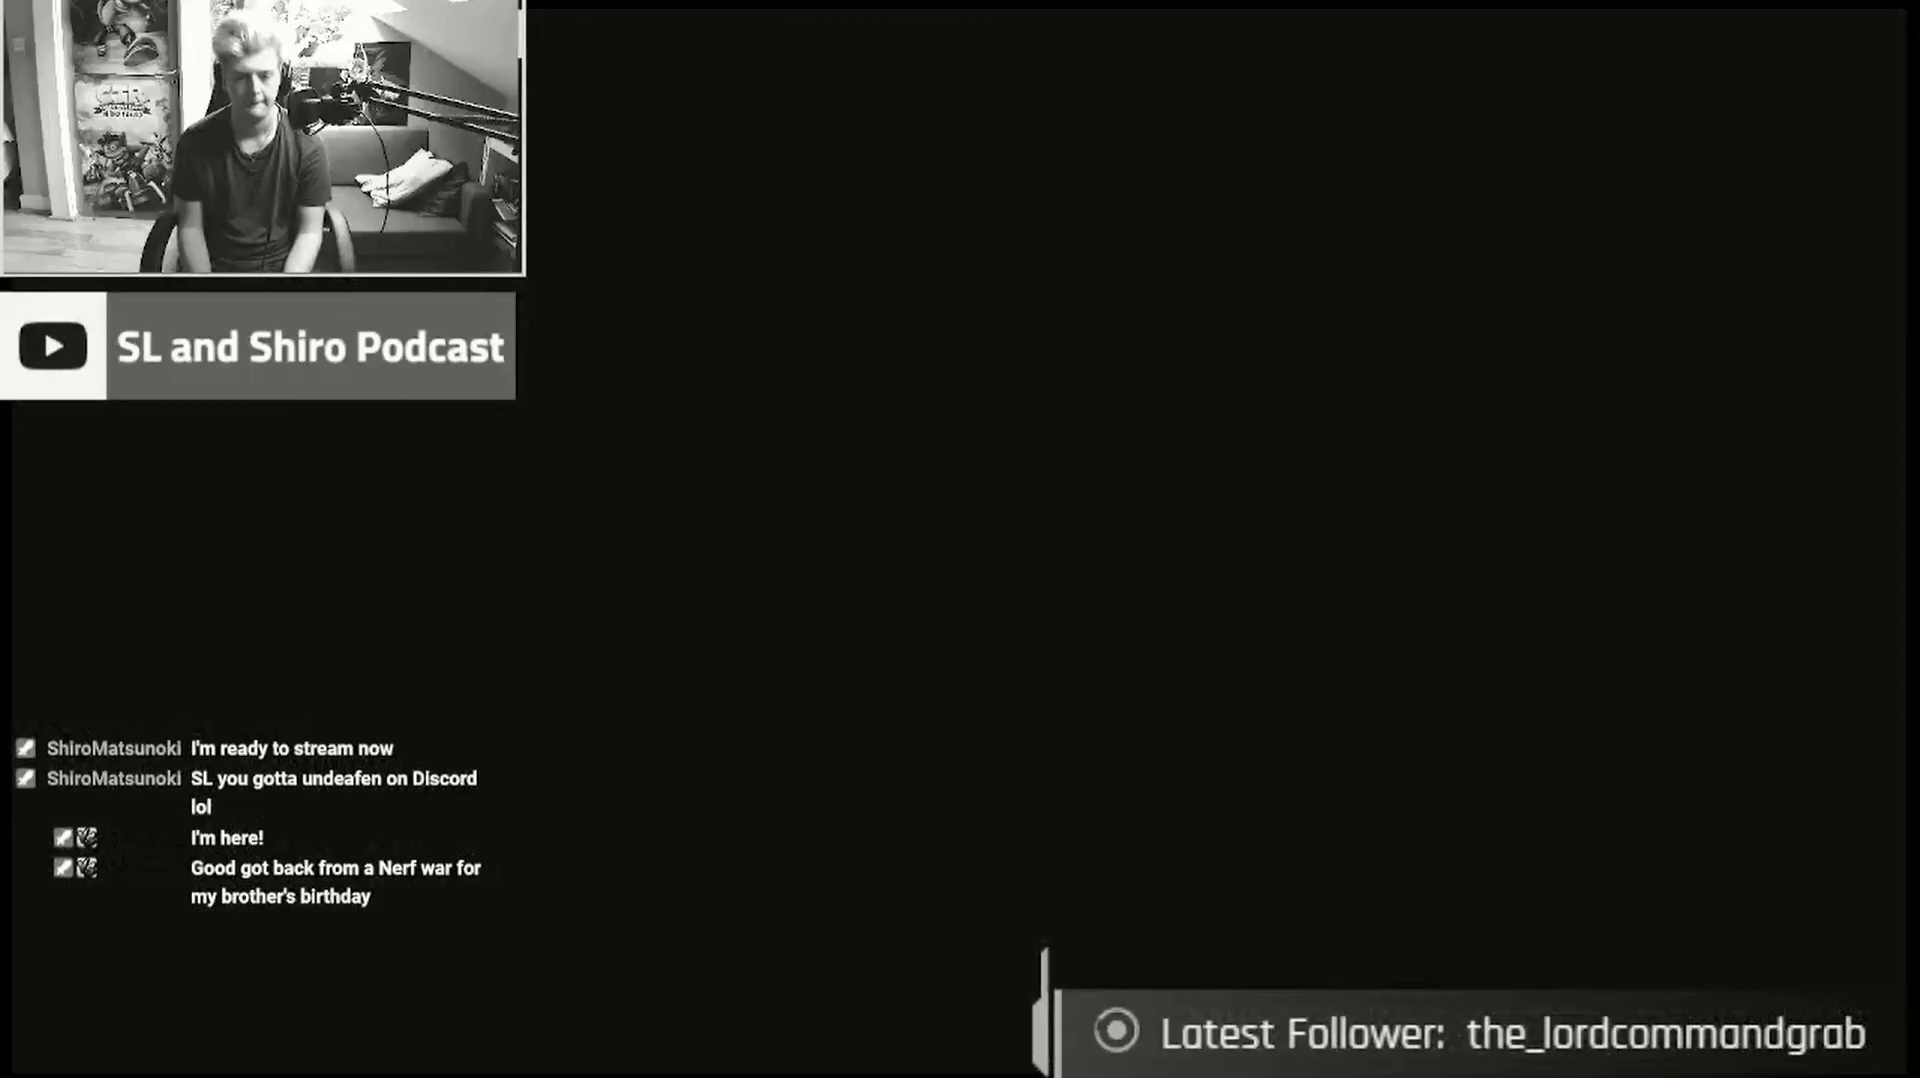 SL and Shiro Podcast
ShiroMatsunoki I'm ready to stream now
ShiroMatsunoki SL you gotta undeafen on Discord
lol
I'm here!
Good got back from a Nerf war for
my brother's birthday
Latest Follower: the_lordcommandgrab